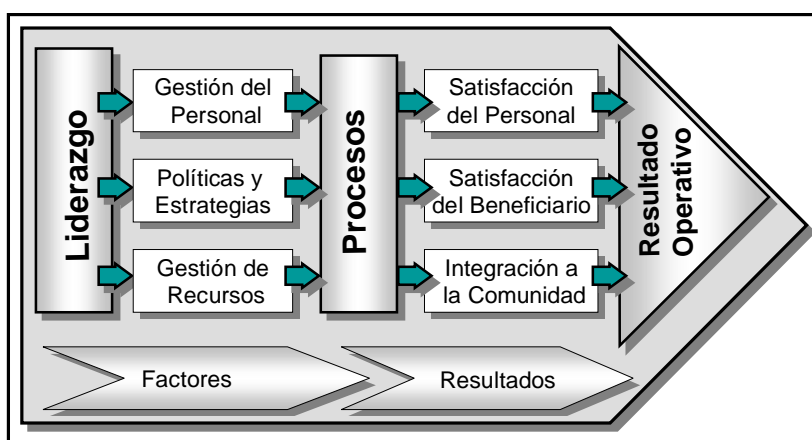 Liderazgo
Gestión del
Personal
Políticas y
Estrategias
Gestión de
Recursos
Procesos
Satisfacción
del Personal
Satisfacción
del Beneficiario
Integración a
la Comunidad
Resultado
Operativo
Factores
Resultados